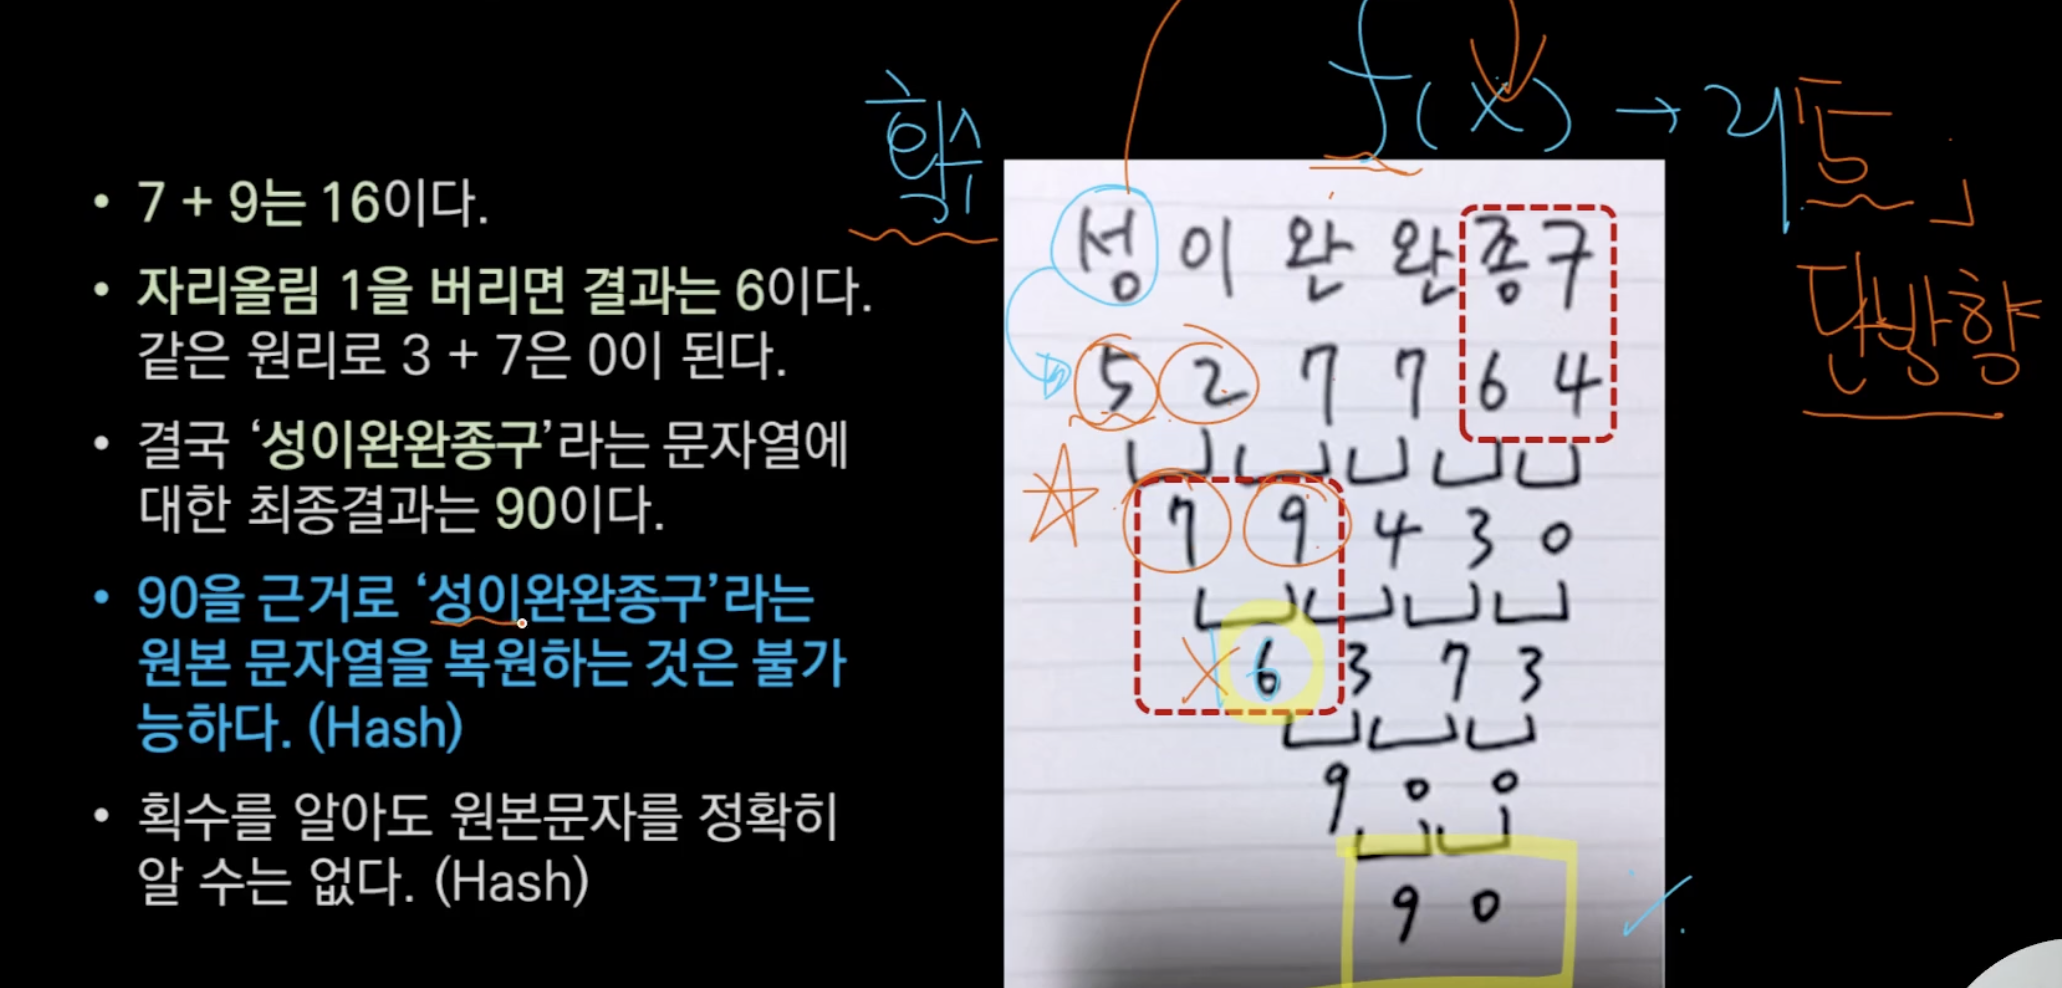 • 7 + 9는 16이다.
• 자리올림 1을 버리면 결과는 6이다.
같은 원리로 3 + 7은 0이 된다.
• 결국 ‘성이완완종구’라는 문자열에
대한 최종결과는 90이다.
• 90을 근거로 ‘성이완완종구’라는
원본 문자열을 복원하는 것은 불가
능하다. (Hash)
• 획수를 알아도 원본문자를 정확히
알 수는 없다. (Hash)
획수
f(x) → 리
「5」
단방향
성 이 완 완 종 구
5 2 7 7 6 4
7 9 4 3 0
6 3 7 3
9 0 0
9 0